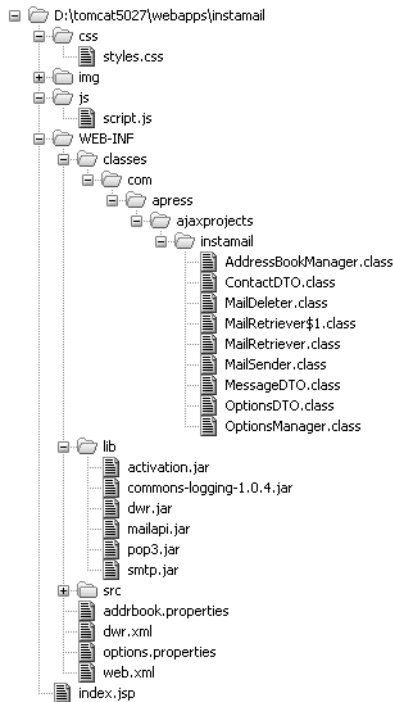 D:\tomcat5027\webapps\instamail
css
styles.css
img
js
script.js
WEB-INF
classes
com
apress
ajaxprojects
instamail
AddressBookManager.class
ContactDTO.class
MailDeleter.class
MailRetriever$1.class
MailRetriever.class
MailSender.class
MessageDTO.class
OptionsDTO.class
OptionsManager.class
lib
activation.jar
commons-logging-1.0.4.jar
dwr.jar
mailapi.jar
pop3.jar
smtp.jar
src
addrbook.properties
dwr.xml
options.properties
web.xml
index.jsp